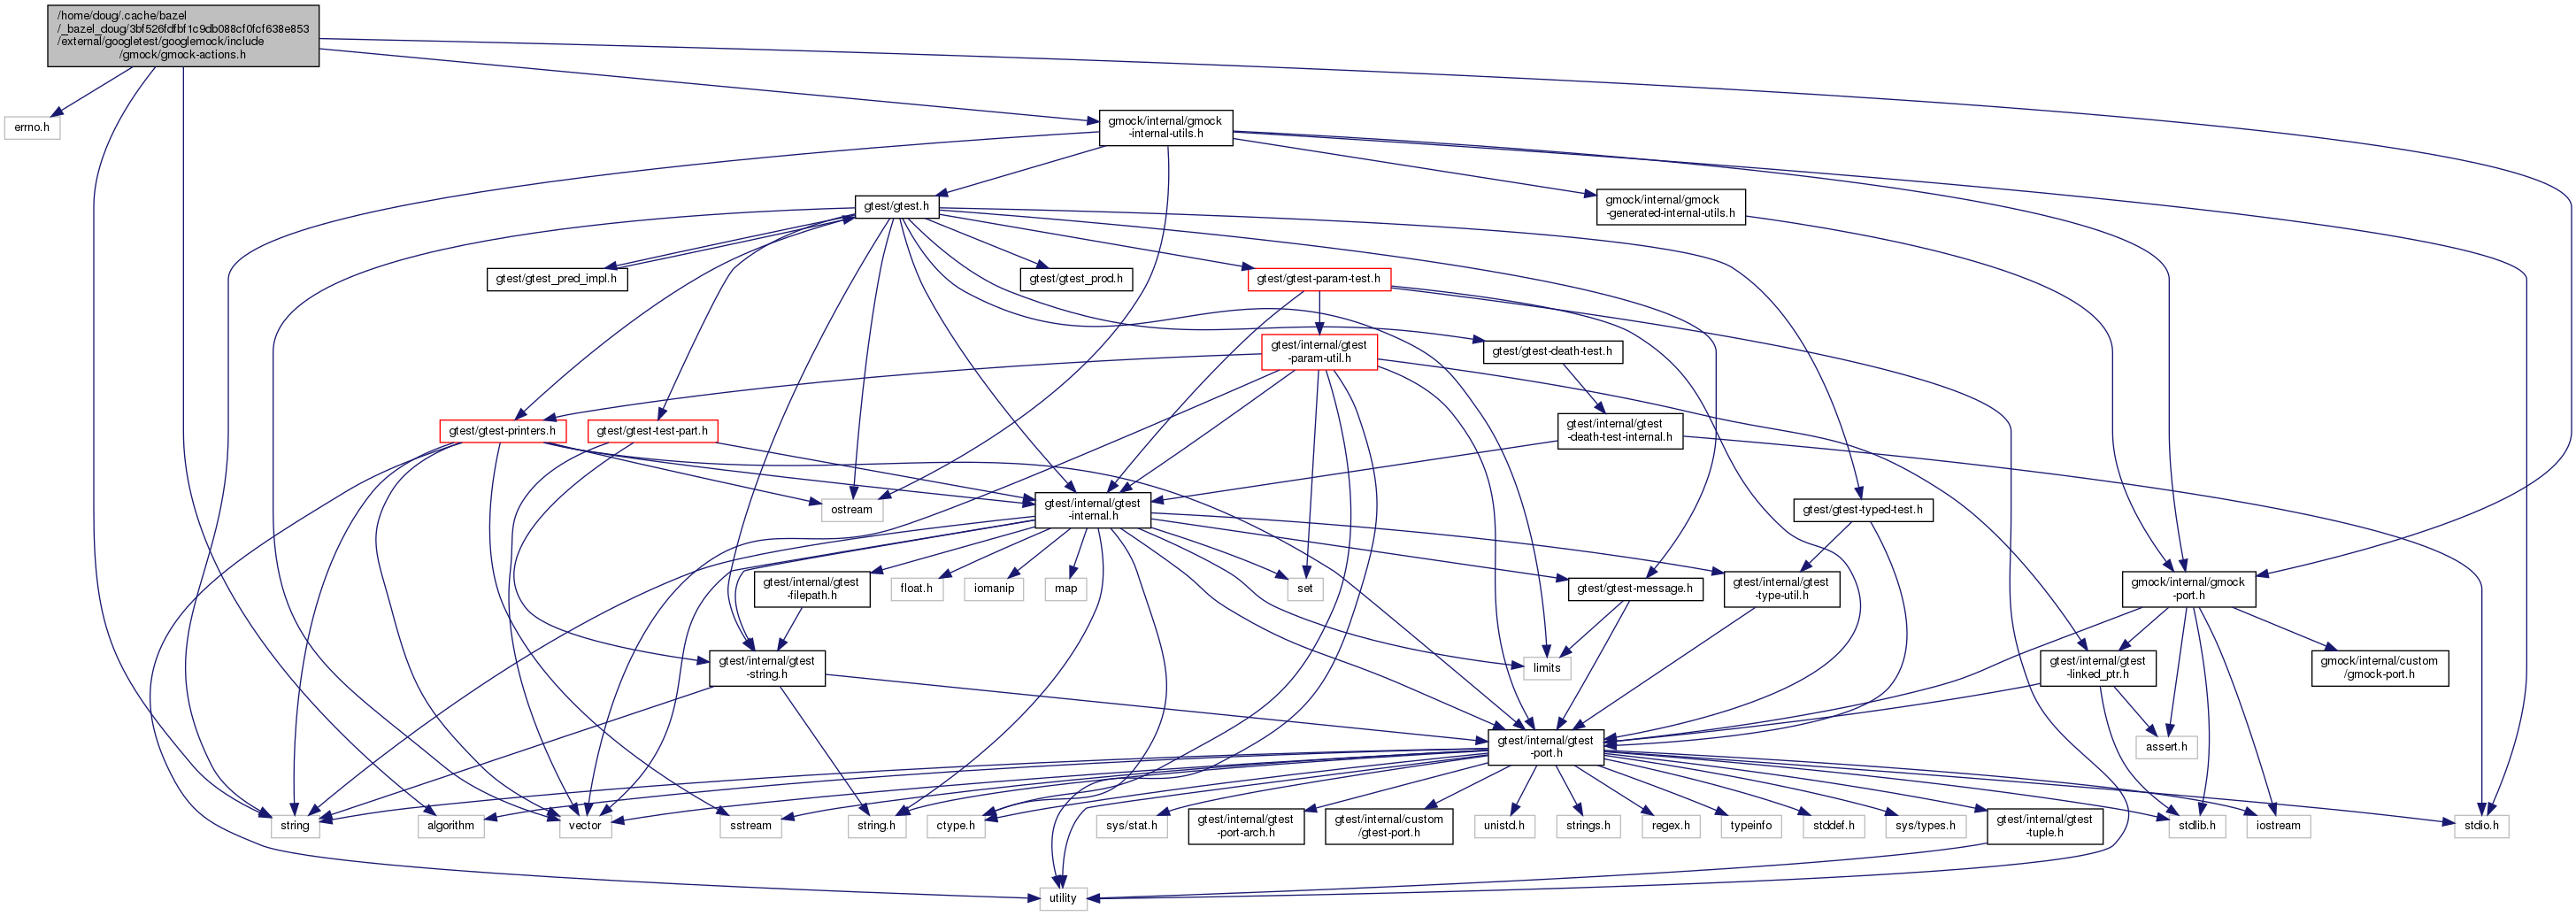 /home/doug/.cache/bazel
/_bazel_doug/3bf526fdfbf1c9db088cf0fcf638e853
/external/googletest/googlemock/include
/gmock/gmock-actions.h
errno.h
gmock/internal/gmock
-internal-utils.h
gtest/gtest.h
gmock/internal/gmock
-generated-internal-utils.h
gtest/gtest_pred_impl.h
gtest/gtest_prod.h
gtest/gtest-param-test.h
gtest/internal/gtest
-param-util.h
gtest/gtest-death-test.h
gtest/gtest-printers.h
gtest/gtest-test-part.h
gtest/internal/gtest
-death-test-internal.h
ostream
gtest/internal/gtest
-internal.h
gtest/gtest-typed-test.h
gtest/internal/gtest
-filepath.h
float.h
iomanip
map
set
gtest/gtest-message.h
gtest/internal/gtest
-type-util.h
gmock/internal/gmock
-port.h
gtest/internal/gtest
-string.h
limits
gtest/internal/gtest
-linked_ptr.h
gmock/internal/custom
/gmock-port.h
gtest/internal/gtest
-port.h
assert.h
string
algorithm
vector
sstream
string.h
ctype.h
sys/stat.h
gtest/internal/gtest
-port-arch.h
gtest/internal/custom
/gtest-port.h
unistd.h
strings.h
regex.h
typeinfo
stddef.h
sys/types.h
gtest/internal/gtest
-tuple.h
stdlib.h
iostream
stdio.h
utility